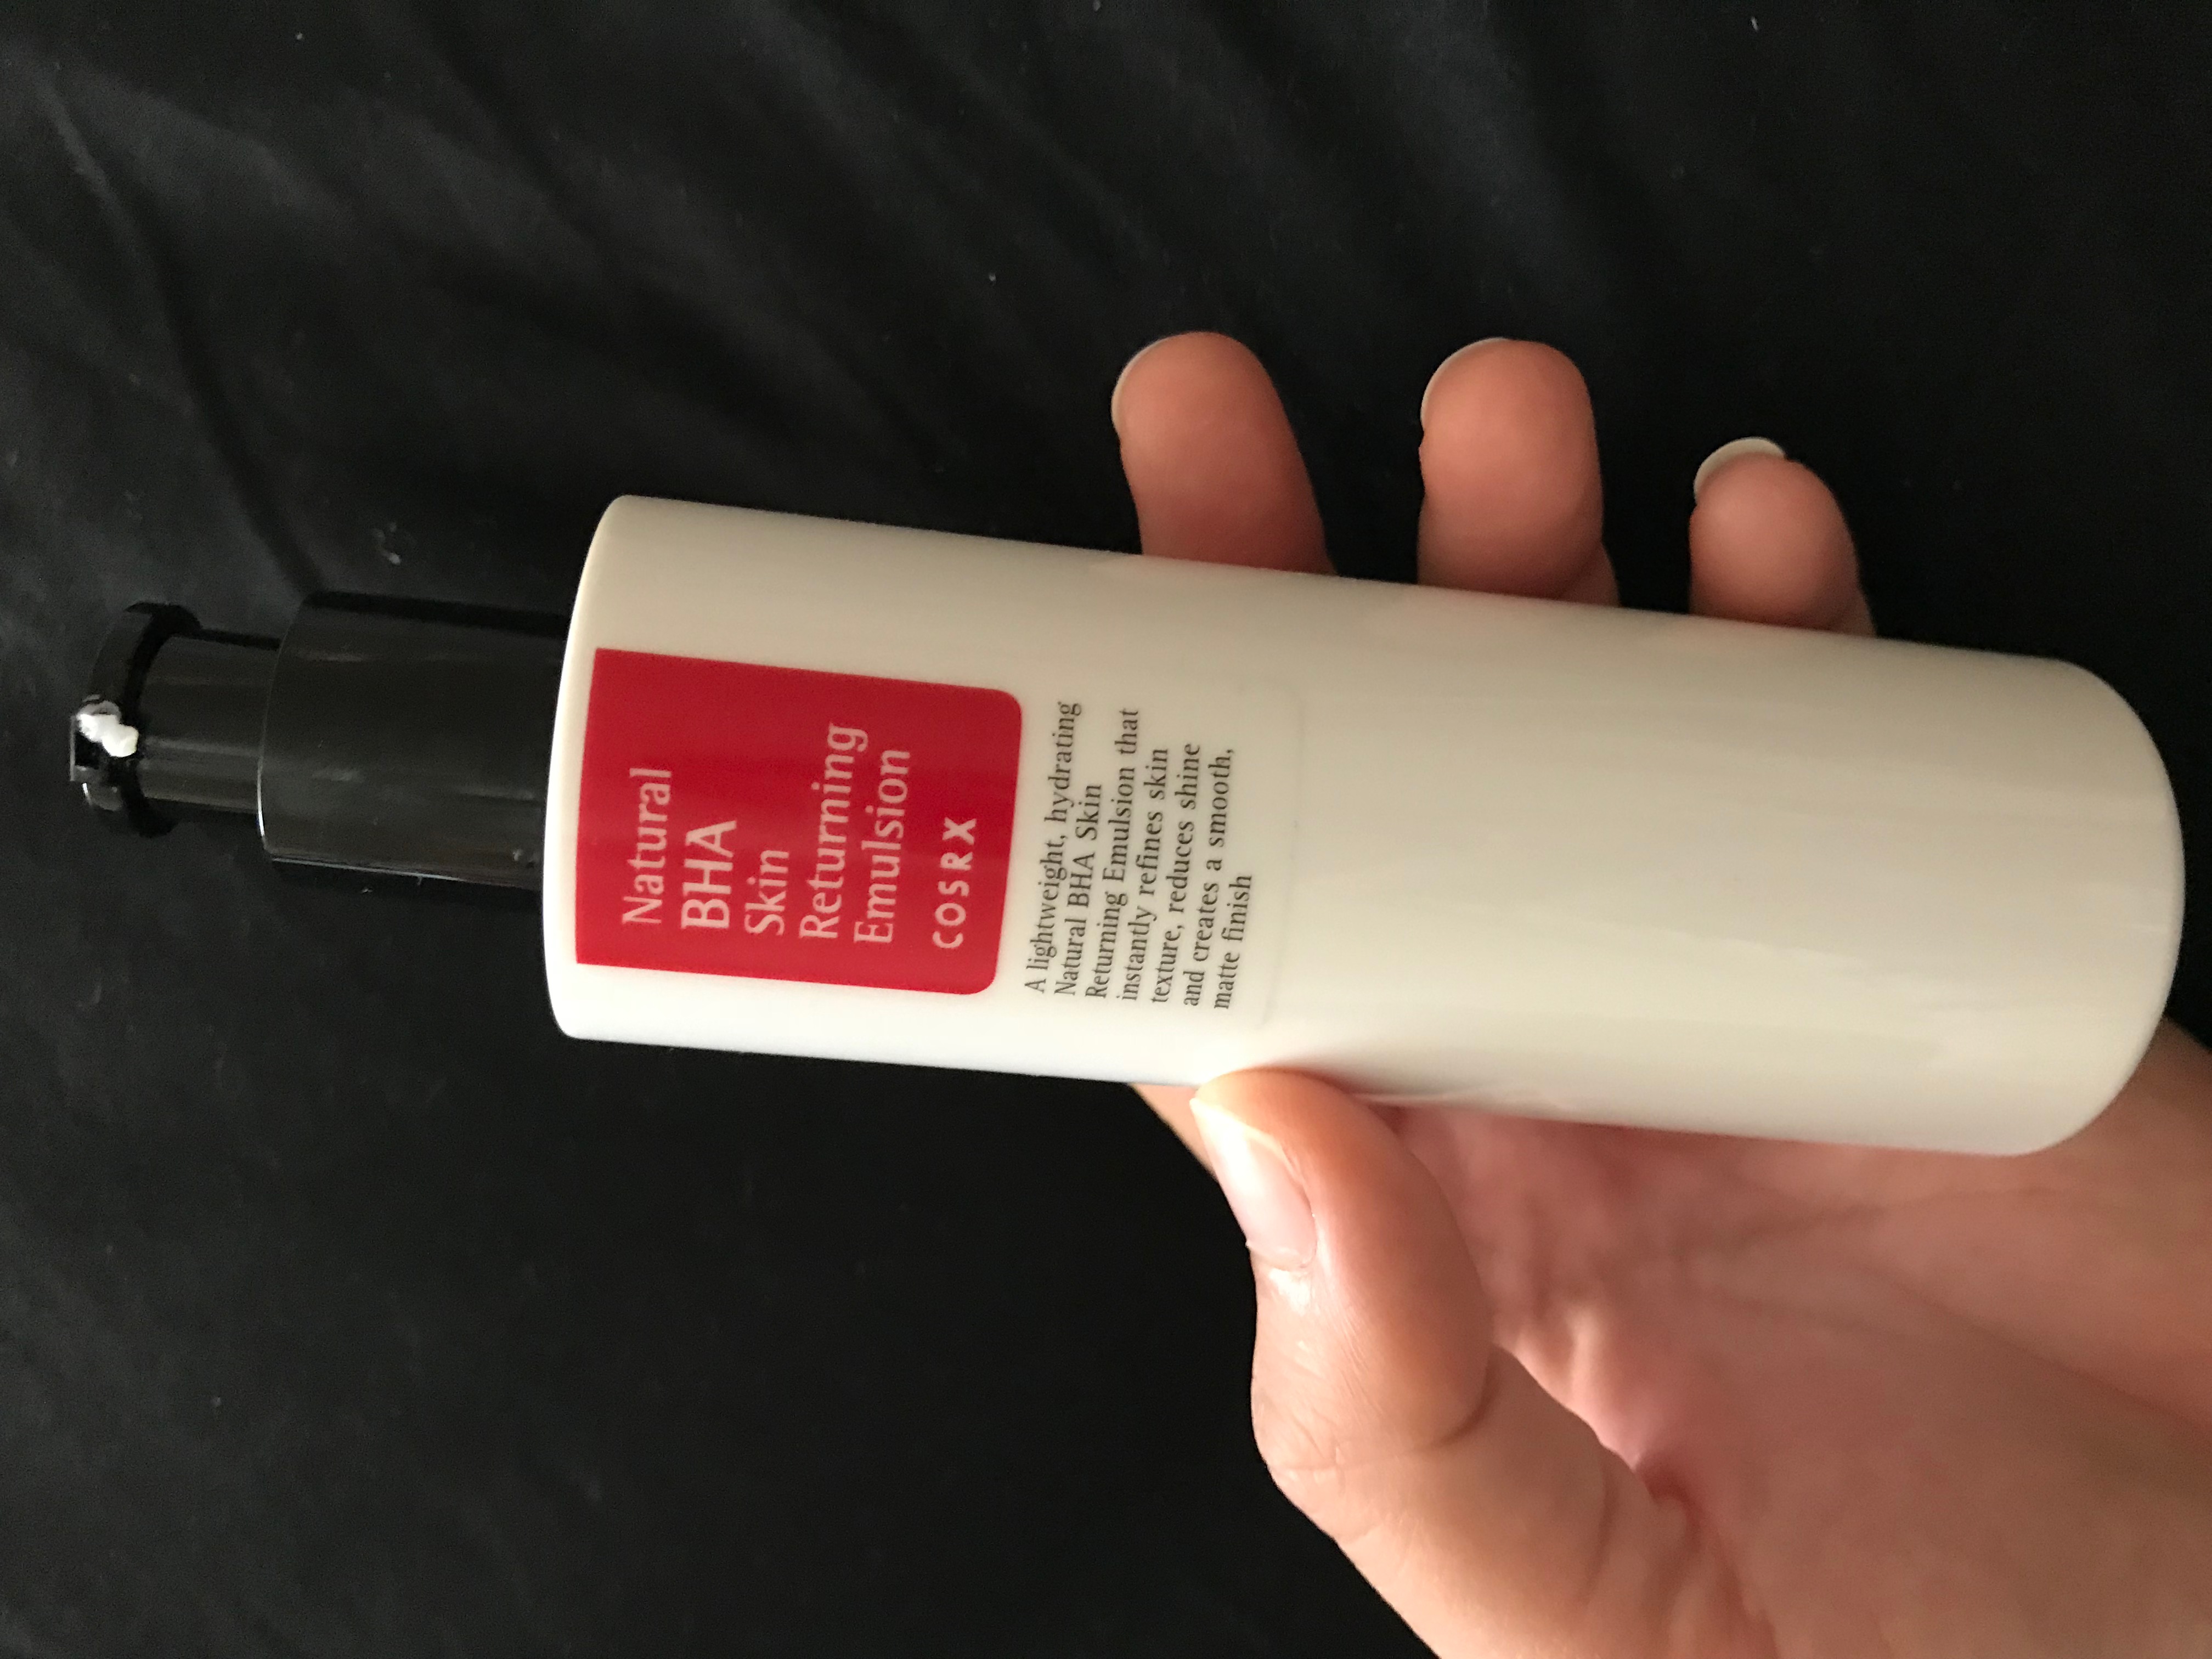 Natural
BHA
Skin
Returning
Emulsion
COSRX
A lightweight, hydrating
Natural BHA Skin
Returning Emulsion that
instantly refines skin
texture, reduces shine
and creates a smooth,
matte finish